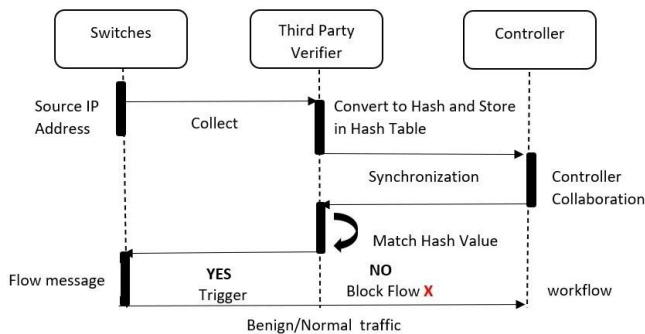 Switches
Third Party
Verifier
Controller
Source IP
Address
Collect
Convert to Hash and Store
in Hash Table
Synchronization
Controller
Collaboration
Match Hash Value
Flow message
YES
Trigger
NO
Block Flow X
workflow
Benign/Normal traffic